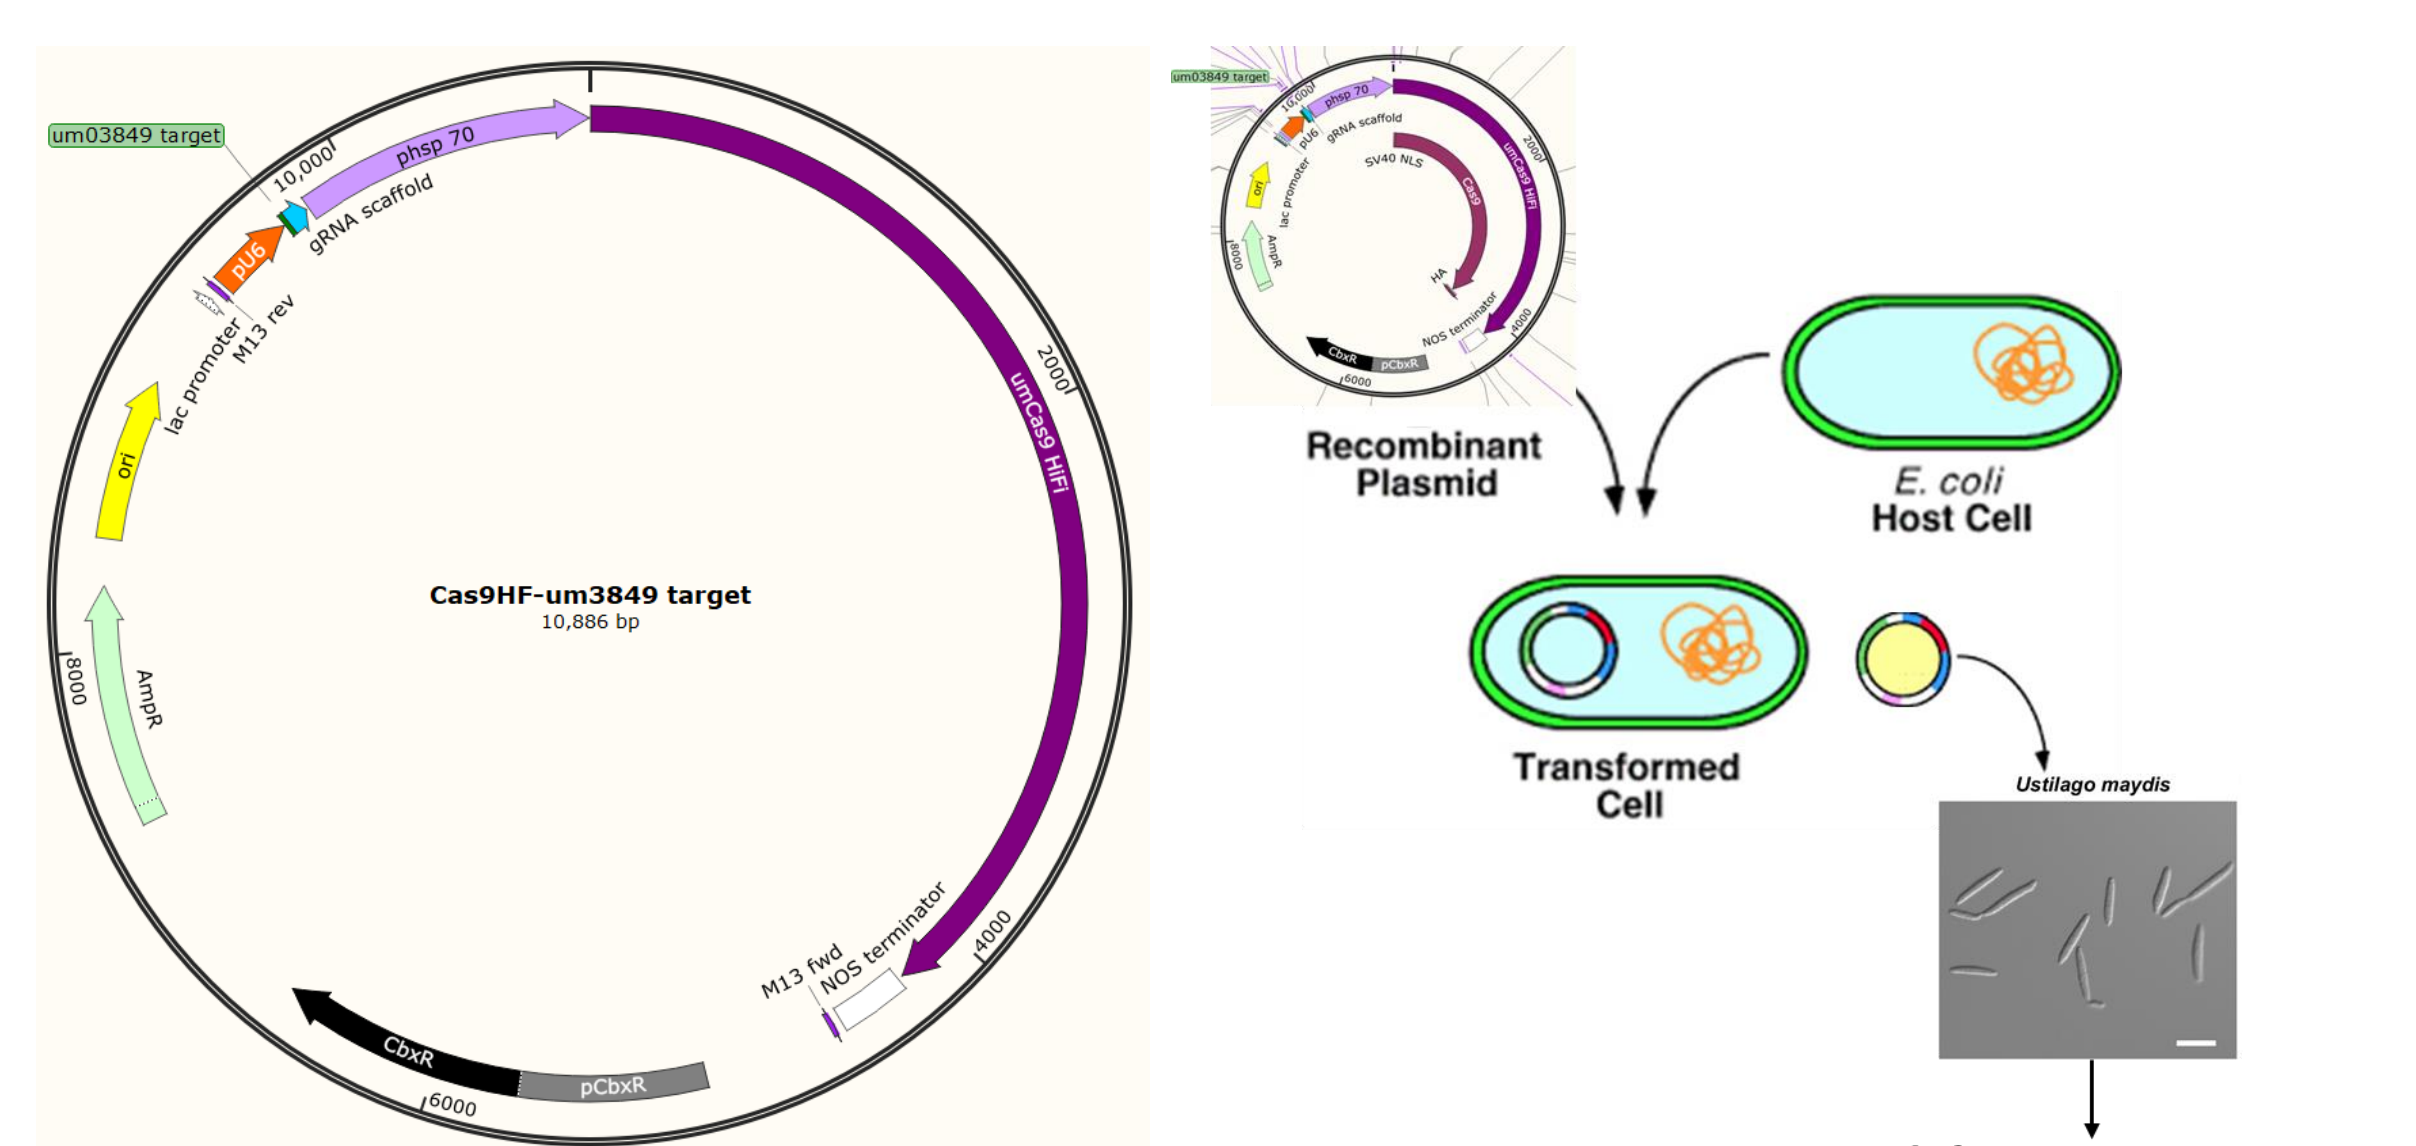 um03849 target
10,000
phsp 70
gRNA scaffold
pU6
M13 rev
lac promoter
ori
AmpR
8000
2000
umCas9 HiFi
Cas9HF-um3849 target
10,886 bp
4000
NOS terminator
M13 fwd
CbxR
pCbxR
6000
um03849 target
10,000
phsp 70
gRNA scaffold
pU6
SV40 NLS
lac promoter
ori
AmpR
8000
2000
umCas9 HiFi
Cas9
HA
NOS terminator
4000
CbxR
pCbxR
6000
Recombinant
Plasmid
E. coli
Host Cell
Transformed
Cell
Ustilago maydis